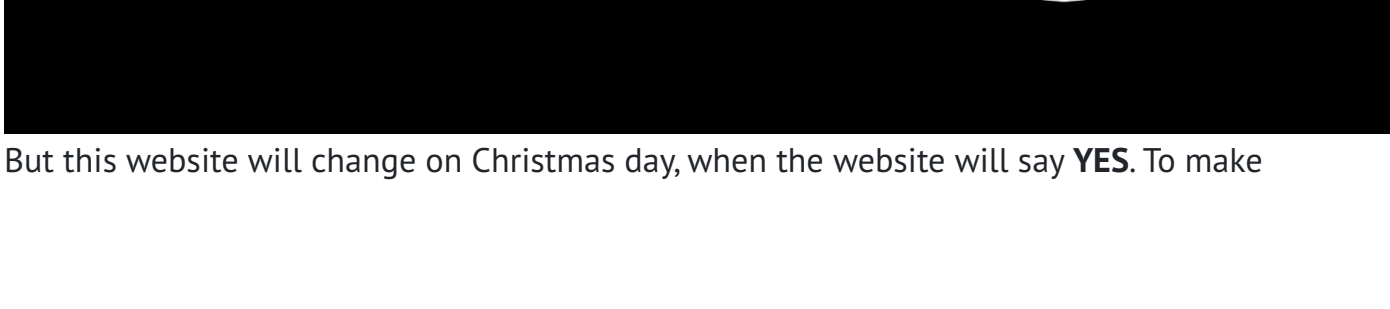 But this website will change on Christmas day, when the website will say YES. To make